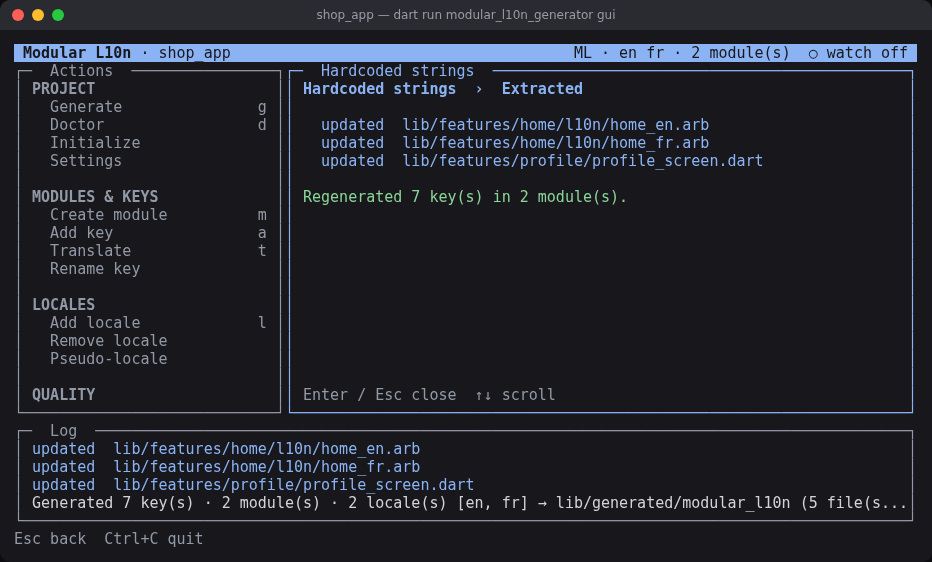 shop_app — dart run modular_l10n_generator gui
Modular L10n · shop_app
ML · en fr · 2 module(s) ○ watch off
Actions
PROJECT
Generate g
Doctor d
Initialize
Settings
MODULES & KEYS
Create module m
Add key a
Translate t
Rename key
LOCALES
Add locale l
Remove locale
Pseudo-locale
QUALITY
Hardcoded strings
Hardcoded strings › Extracted
updated lib/features/home/l10n/home_en.arb
updated lib/features/home/l10n/home_fr.arb
updated lib/features/profile/profile_screen.dart
Regenerated 7 key(s) in 2 module(s).
Enter / Esc close ↑↓ scroll
Log
updated lib/features/home/l10n/home_en.arb
updated lib/features/home/l10n/home_fr.arb
updated lib/features/profile/profile_screen.dart
Generated 7 key(s) · 2 module(s) · 2 locale(s) [en, fr] → lib/generated/modular_l10n (5 file(s...
Esc back Ctrl+C quit